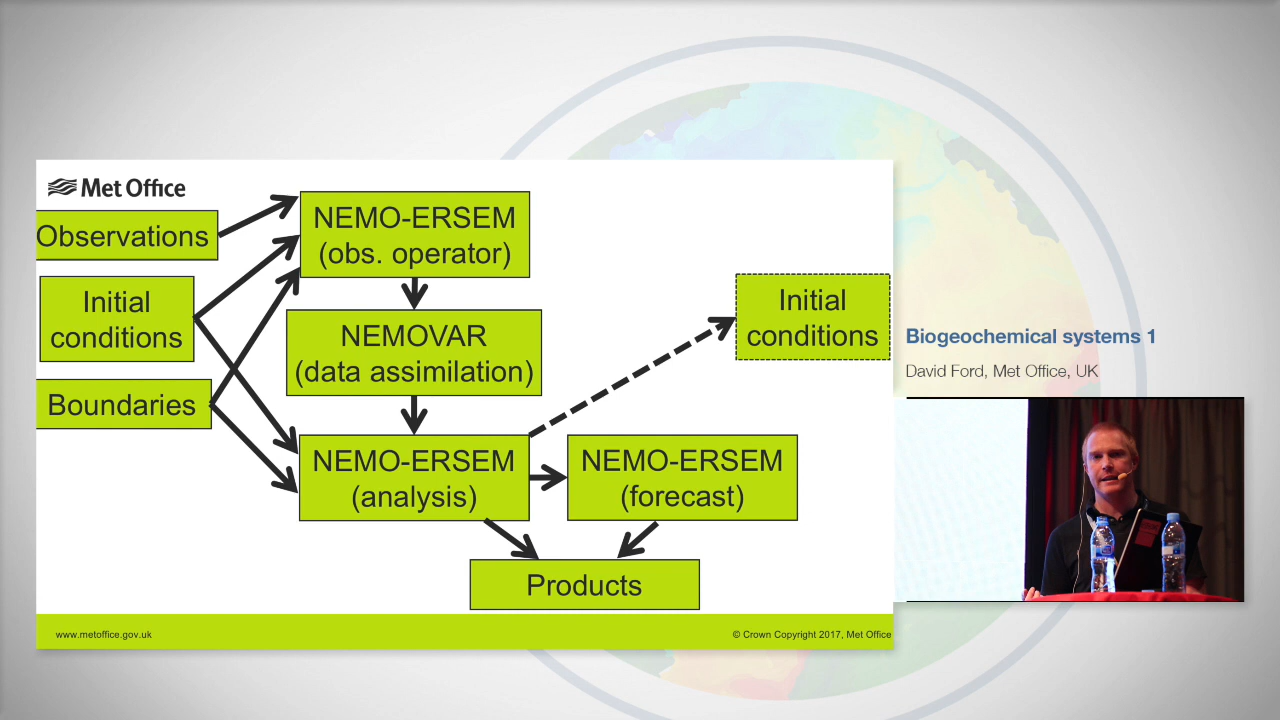 Met Office
Observations
Initial
conditions
Boundaries
NEMO-ERSEM
(obs. operator)
NEMOVAR
(data assimilation)
NEMO-ERSEM
(analysis)
NEMO-ERSEM
(forecast)
Products
Initial
conditions
www.metoffice.gov.uk
© Crown Copyright 2017, Met Office
Biogeochemical systems 1
David Ford, Met Office, UK